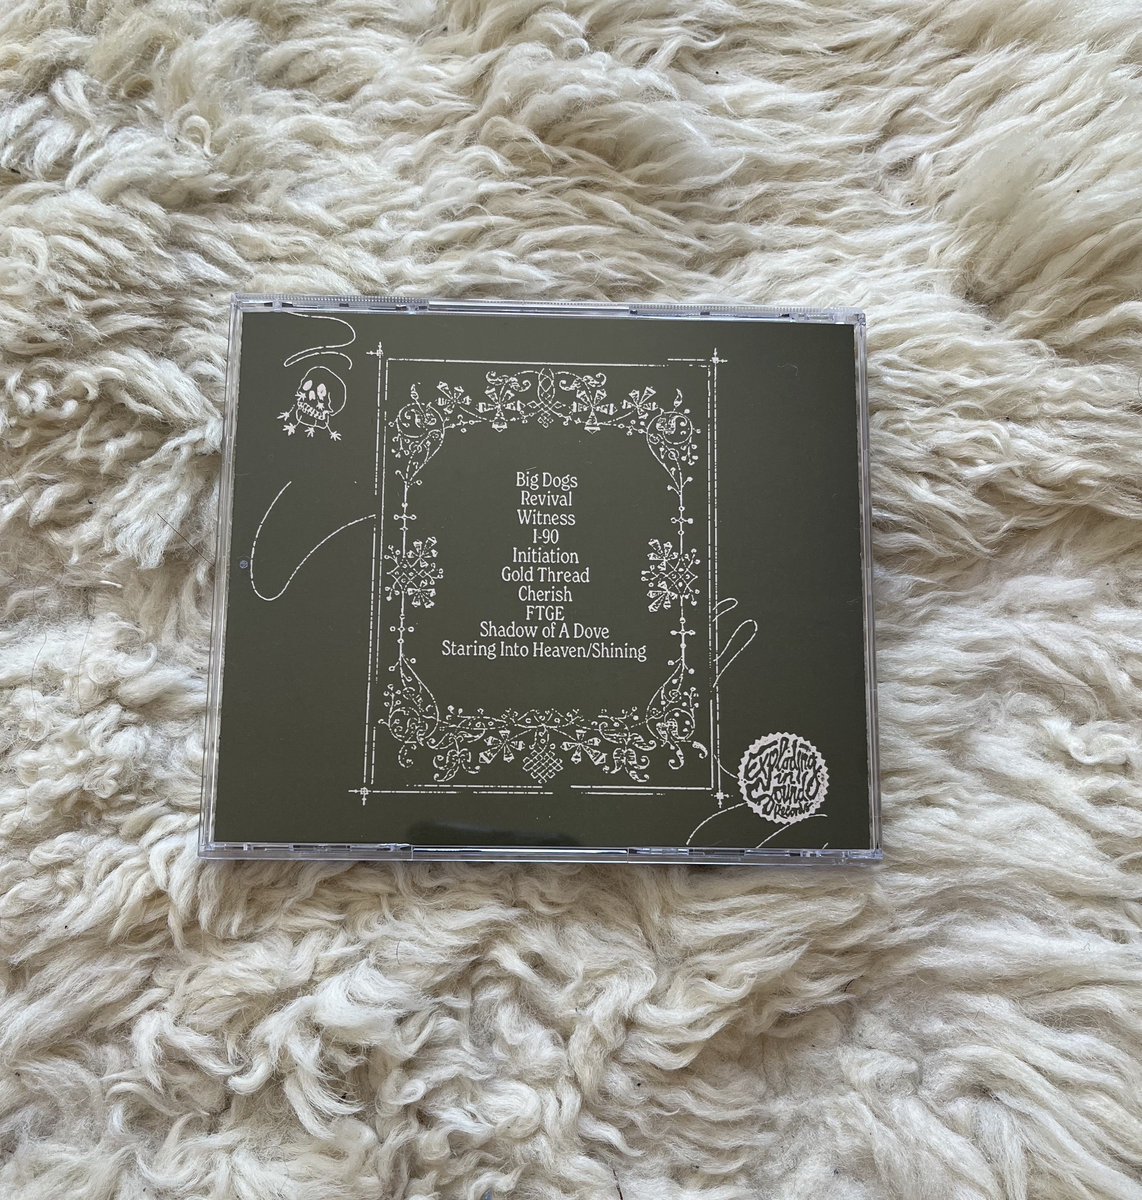 Big Dogs
Revival
Witness
I-90
Initiation
Gold Thread
Cherish
FTGE
Shadow of A Dove
Staring Into Heaven/Shining
Exploding
in
Sound
Records